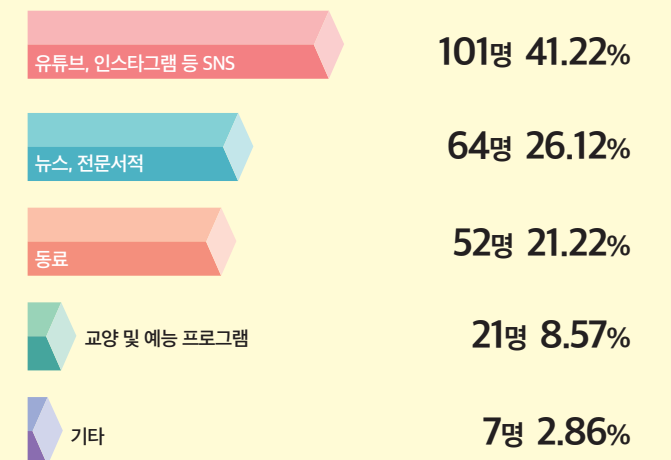 유튜브, 인스타그램 등 SNS 101명 41.22%
뉴스, 전문서적 64명 26.12%
동료 52명 21.22%
교양 및 예능 프로그램 21명 8.57%
기타 7명 2.86%